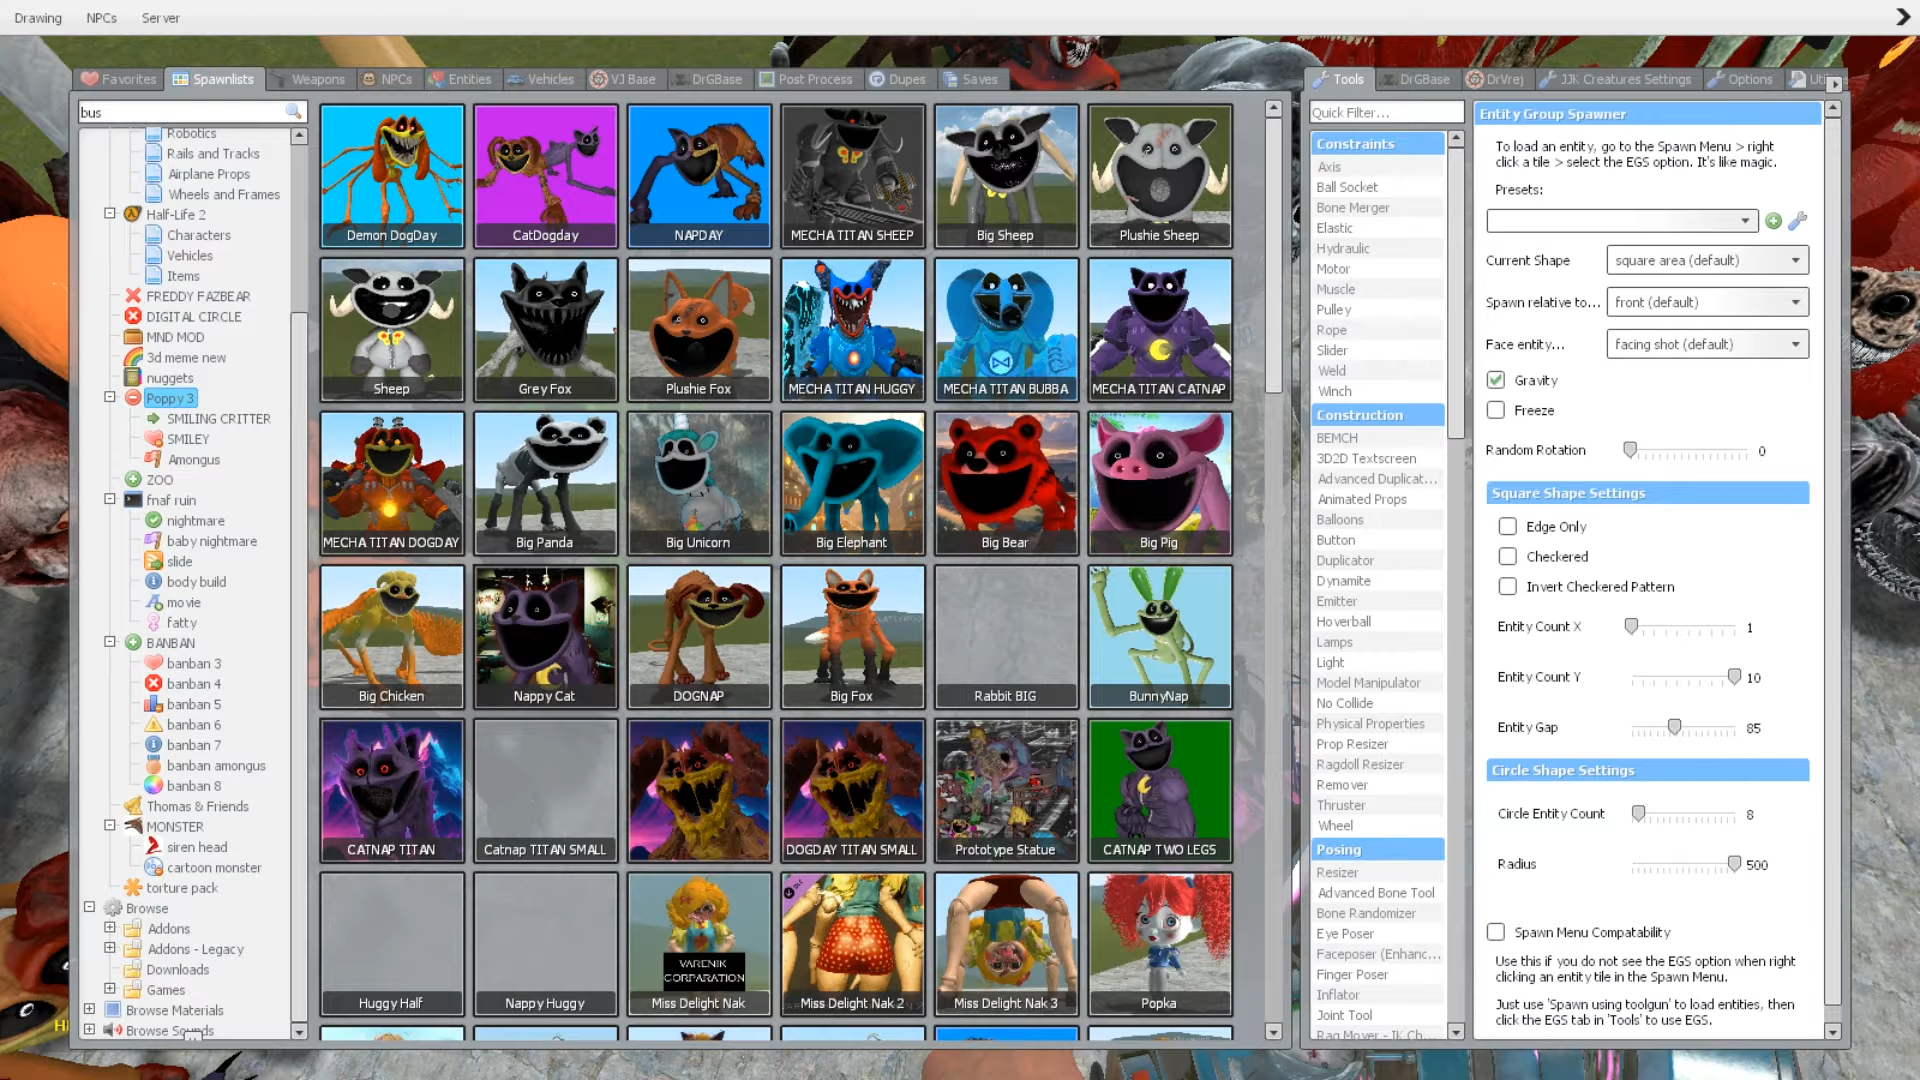 Drawing NPCs Server
Favorites Spawnlists Weapons NPCs Entities Vehicles VJ Base DrGBase Post Process Dupes Saves
Tools DrGBase DrVrej JJK Creatures Settings Options
bus
Robotics
Rails and Tracks
Airplane Props
Wheels and Frames
Half-Life 2
Characters
Vehicles
Items
FREDDY FAZBEAR
DIGITAL CIRCLE
MND MOD
3d meme new
nuggets
Poppy 3
SMILING CRITTER
SMILEY
Amongus
ZOO
fnaf ruin
nightmare
baby nightmare
slide
body build
movie
fatty
BANBAN
banban 3
banban 4
banban 5
banban 6
banban 7
banban amongus
banban 8
Thomas & Friends
MONSTER
siren head
cartoon monster
torture pack
Browse
Addons
Addons - Legacy
Downloads
Games
Browse Materials
Browse Sounds
Demon DogDay CatDogday NAPDAY MECHA TITAN SHEEP Big Sheep Plushie Sheep
Sheep Grey Fox Plushie Fox MECHA TITAN HUGGY MECHA TITAN BUBBA MECHA TITAN CATNAP
MECHA TITAN DOGDAY Big Panda Big Unicorn Big Elephant Big Bear Big Pig
Big Chicken Nappy Cat DOGNAP Big Fox Rabbit BIG BunnyNap
CATNAP TITAN Catnap TITAN SMALL DOGDAY TITAN SMALL Prototype Statue CATNAP TWO LEGS
VARENIK
CORPARATION
DLC
Huggy Half Nappy Huggy Miss Delight Nak Miss Delight Nak 2 Miss Delight Nak 3 Popka
Quick Filter...
Constraints
Axis
Ball Socket
Bone Merger
Elastic
Hydraulic
Motor
Muscle
Pulley
Rope
Slider
Weld
Winch
Construction
BEMCH
3D2D Textscreen
Advanced Duplicat...
Animated Props
Balloons
Button
Duplicator
Dynamite
Emitter
Hoverball
Lamps
Light
Model Manipulator
No Collide
Physical Properties
Prop Resizer
Ragdoll Resizer
Remover
Thruster
Wheel
Posing
Resizer
Advanced Bone Tool
Bone Randomizer
Eye Poser
Faceposer (Enhanc...
Finger Poser
Inflator
Joint Tool
Rag Mover - IK Ch...
Entity Group Spawner
To load an entity, go to the Spawn Menu > right
click a tile > select the EGS option. It's like magic.
Presets:
Current Shape square area (default)
Spawn relative to... front (default)
Face entity... facing shot (default)
Gravity
Freeze
Random Rotation 0
Square Shape Settings
Edge Only
Checkered
Invert Checkered Pattern
Entity Count X 1
Entity Count Y 10
Entity Gap 85
Circle Shape Settings
Circle Entity Count 8
Radius 500
Spawn Menu Compatability
Use this if you do not see the EGS option when right
clicking an entity tile in the Spawn Menu.
Just use 'Spawn using toolgun' to load entities, then
click the EGS tab in 'Tools' to use EGS.